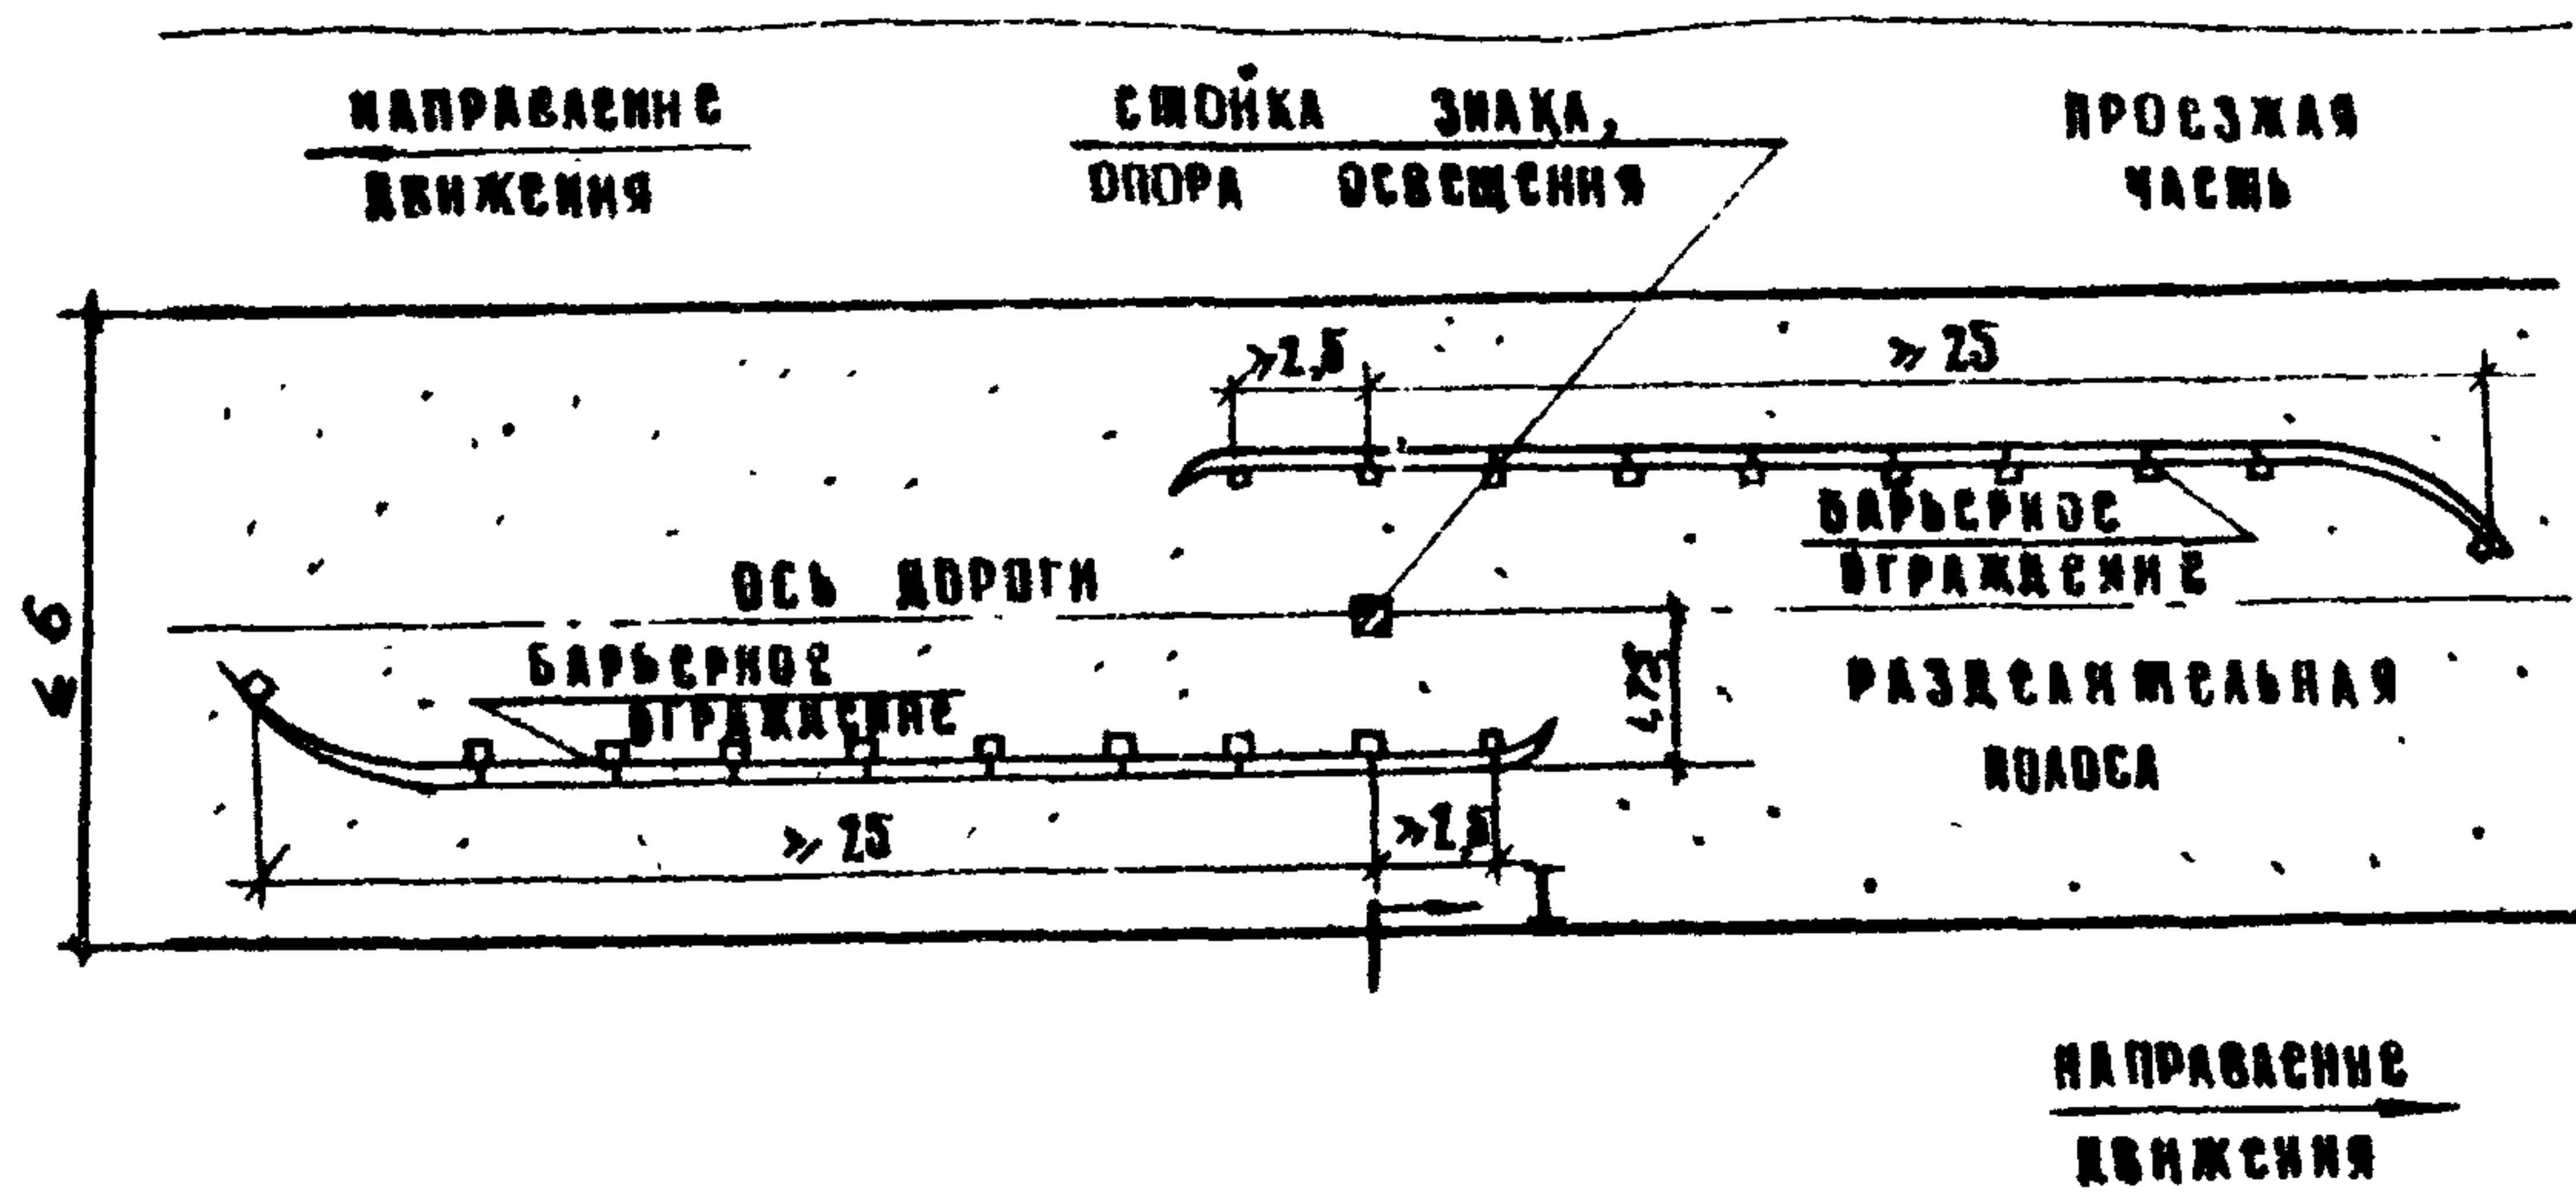 НАПРАВЛЕНИЕ
ДВИЖЕНИЯ
СТОЙКА ЗНАКА,
ОПОРА ОСВЕЩЕНИЯ
ПРОЕЗЖАЯ
ЧАСТЬ
⩾2,5
⩾ 25
БАРЬЕРНОЕ
ОГРАЖДЕНИЕ
ОСЬ ДОРОГИ
⩽ 6
БАРЬЕРНОЕ
ОГРАЖДЕНИЕ
РАЗДЕЛИТЕЛЬНАЯ
ПОЛОСА
⩾ 25
⩾2,5
НАПРАВЛЕНИЕ
ДВИЖЕНИЯ